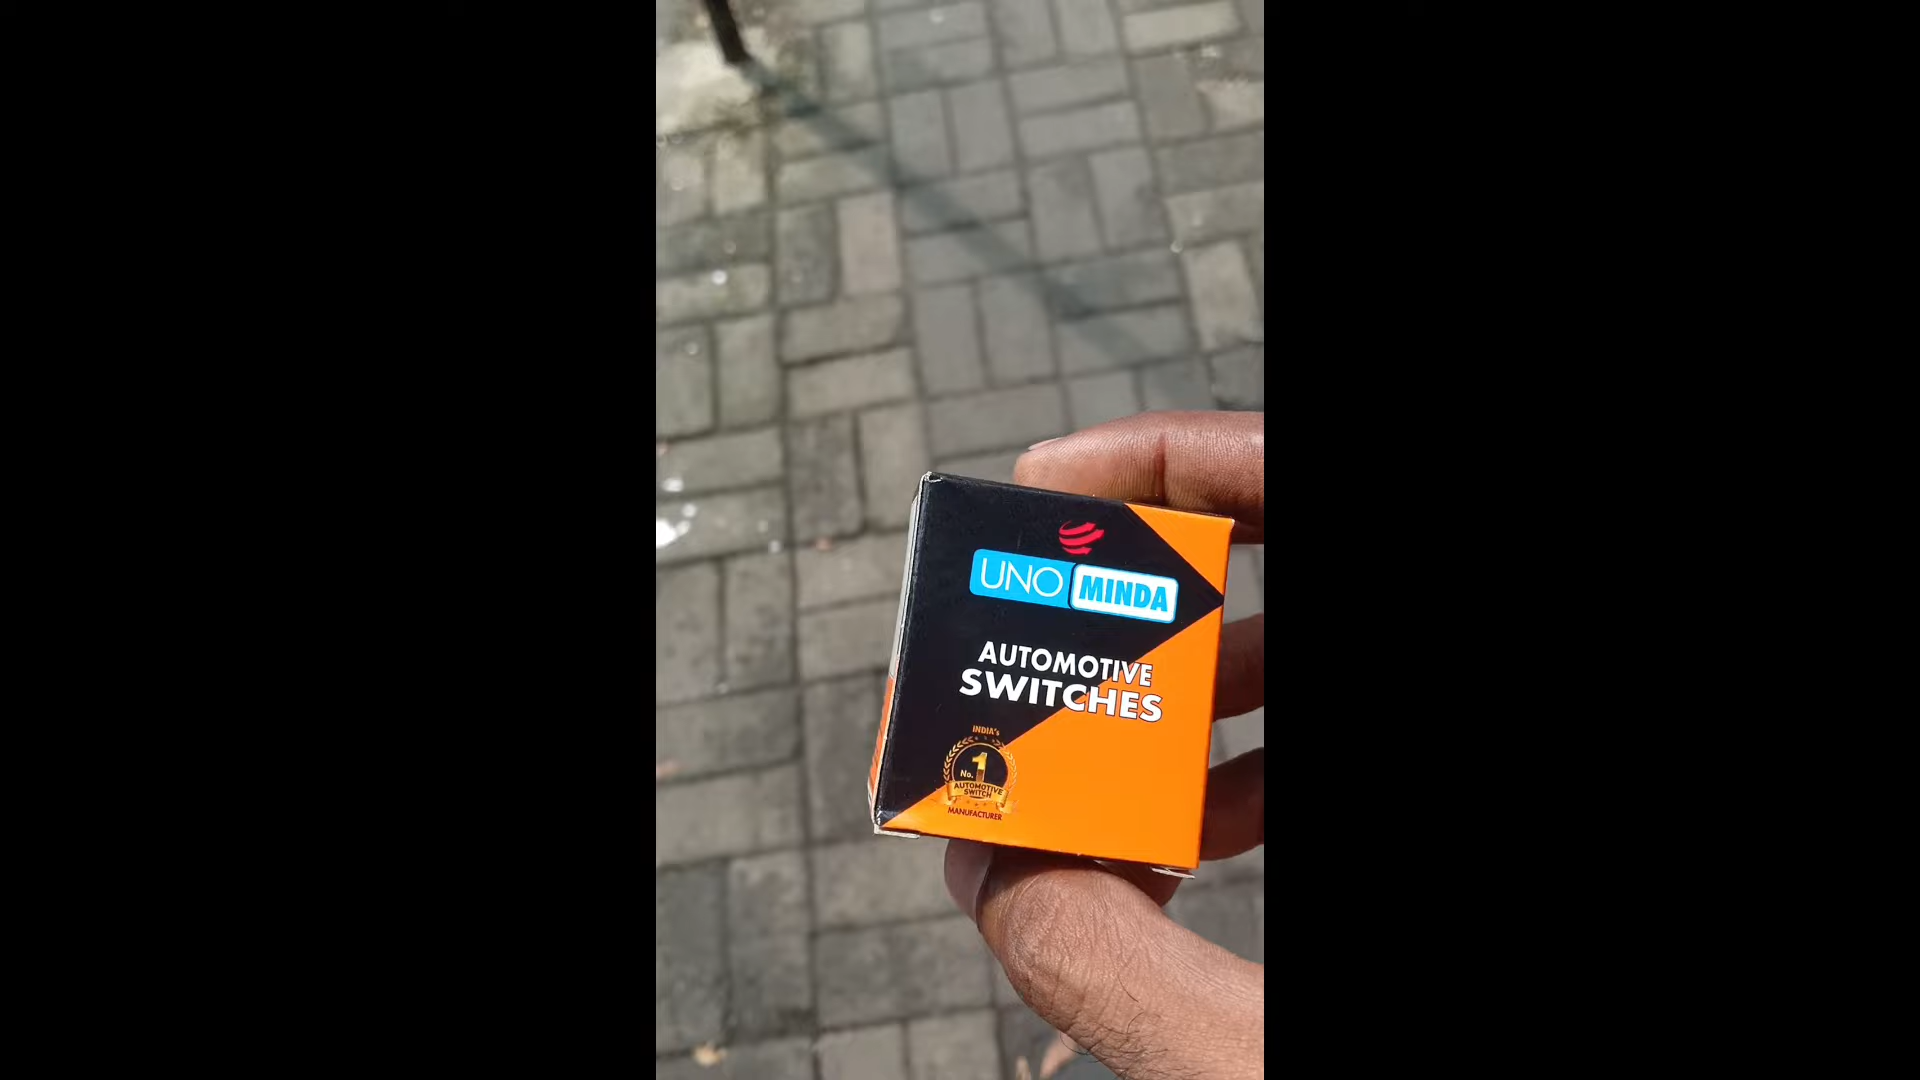 UNO MINDA
AUTOMOTIVE
SWITCHES
INDIA's
No. 1
AUTOMOTIVE
SWITCH
MANUFACTURER